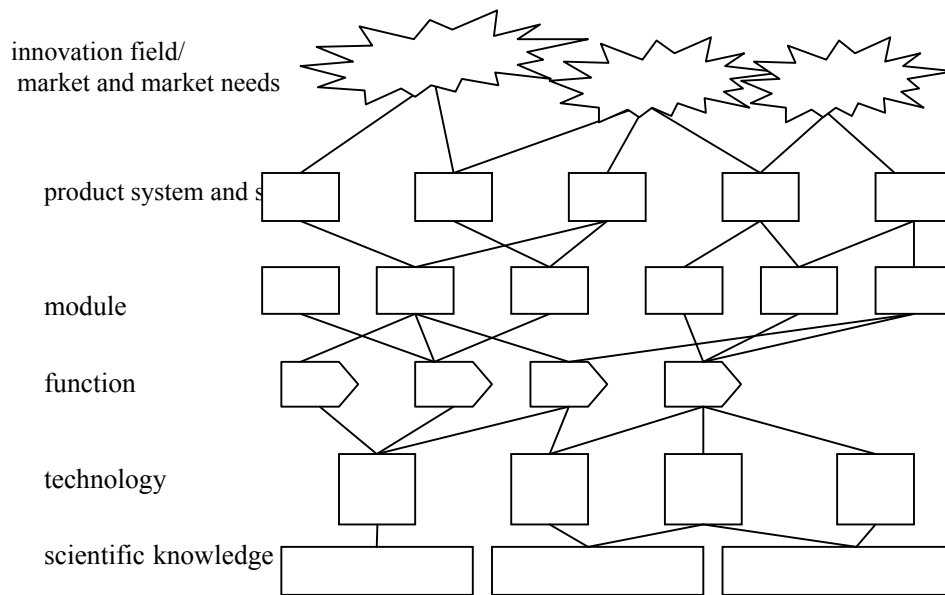 innovation field/
market and market needs
product system and s
module
function
technology
scientific knowledge